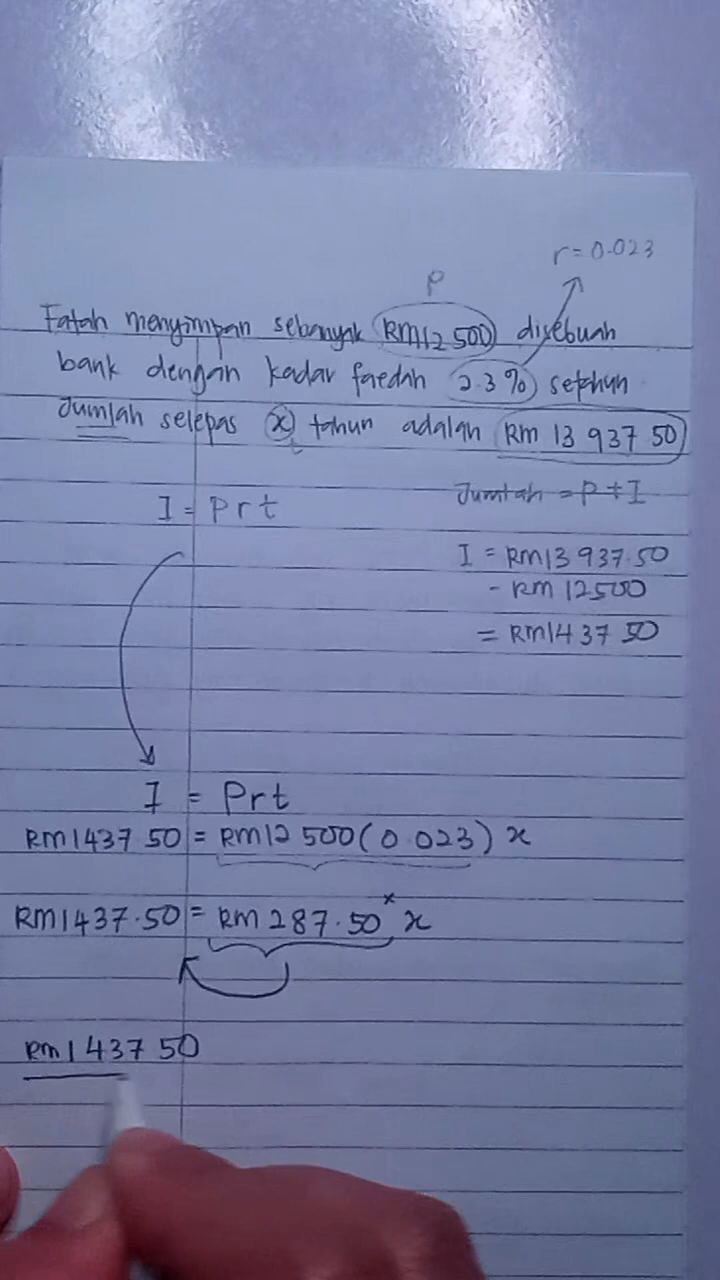 r = 0.023
P
Fatah menyimpan sebanyak RM12 500 disebuah
bank dengan kadar faedah 2.3% setahun
Jumlah selepas x tahun adalah RM 13 937 50
I = Prt
Jumlah = P + I
I = RM13 937.50
- RM 12500
= RM1437 50
I = Prt
RM1437 50 = RM12 500(0.023) x
RM1437.50 = RM 287.50 x x
RM1437 50